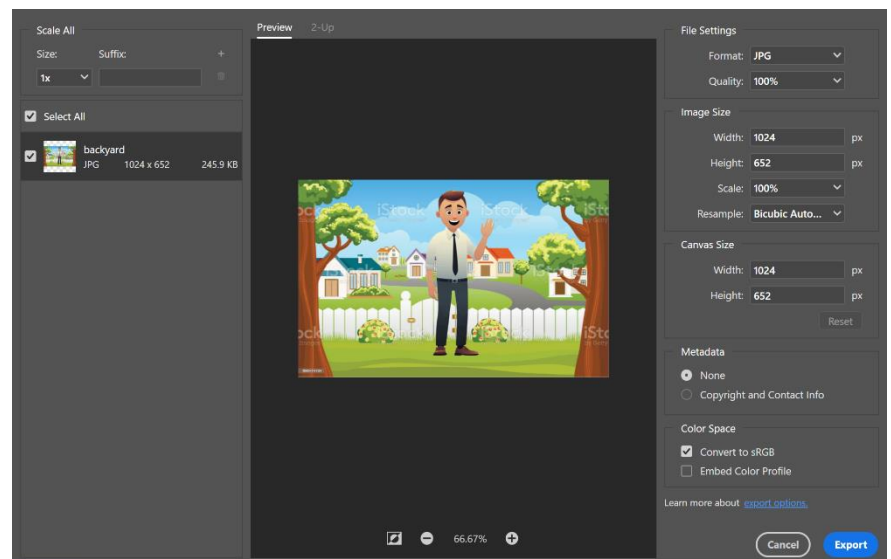 Scale All
Size: Suffix: +
1x
Select All
backyard
JPG 1024 x 652 245.9 KB
Preview 2-Up
iStock iStock iSto
iSto
66.67%
File Settings
Format: JPG
Quality: 100%
Image Size
Width: 1024 px
Height: 652 px
Scale: 100%
Resample: Bicubic Auto...
Canvas Size
Width: 1024 px
Height: 652 px
Reset
Metadata
None
Copyright and Contact Info
Color Space
Convert to sRGB
Embed Color Profile
Learn more about export options.
Cancel Export